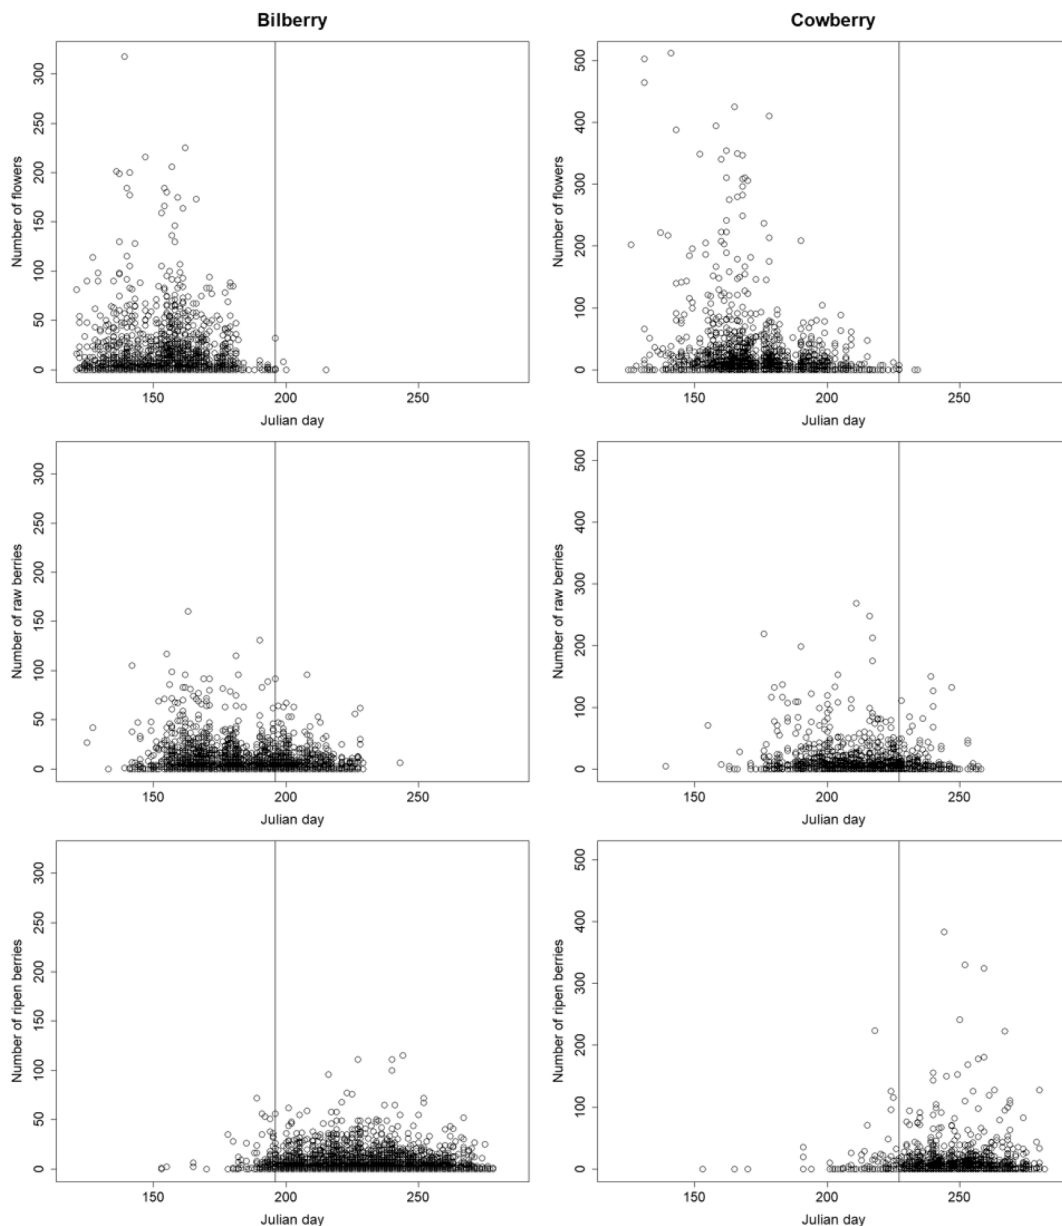 Bilberry
Cowberry
Number of flowers
0 50 100 150 200 250 300
150 200 250
Julian day
Number of flowers
0 100 200 300 400 500
150 200 250
Julian day
Number of raw berries
0 50 100 150 200 250 300
150 200 250
Julian day
Number of raw berries
0 100 200 300 400 500
150 200 250
Julian day
Number of ripen berries
0 50 100 150 200 250 300
150 200 250
Julian day
Number of ripen berries
0 100 200 300 400 500
150 200 250
Julian day